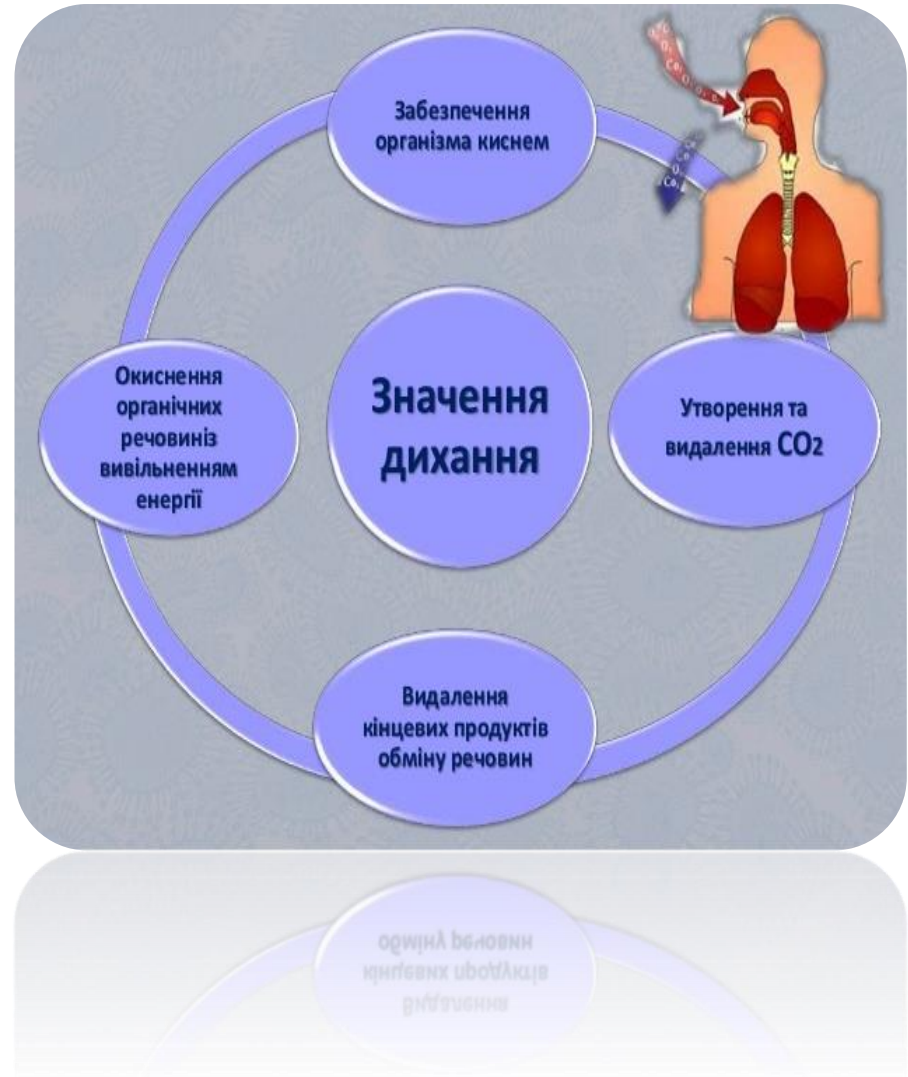 Забезпечення
організма киснем
Окиснення
органічних
речовиніз
вивільненням
енергії
Значення
дихання
Утворення та
видалення CO2
Видалення
кінцевих продуктів
обміну речовин